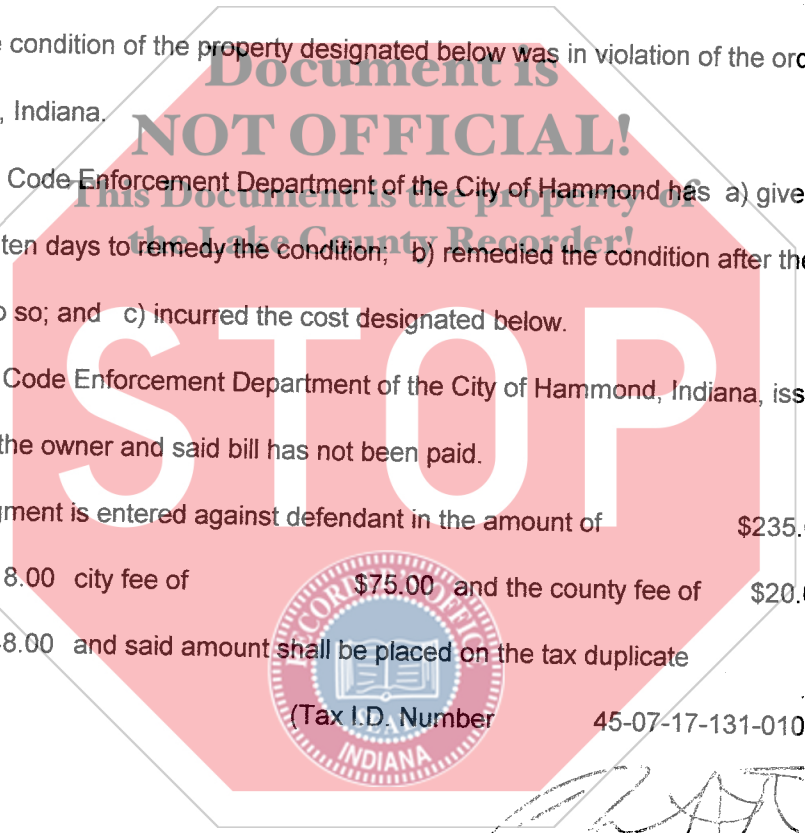 condition of the property designated below was in violation of the
Document is
, Indiana.
NOT OFFICIAL!
Code Enforcement Department of the City of Hammond has a)
This Document is the property of
ten days to remedy the condition; b) remedied the condition after
the Lake County Recorder!
so; and c) incurred the cost designated below.
STOP
Code Enforcement Department of the City of Hammond, Indiana,
the owner and said bill has not been paid.
is entered against defendant in the amount of $235.
8.00 city fee of $75.00 and the county fee of $20.
8.00 and said amount shall be placed on the tax duplicate
(Tax I.D. Number 45-07-17-131-010
RECORDER'S OFFICE
SEAL
INDIANA